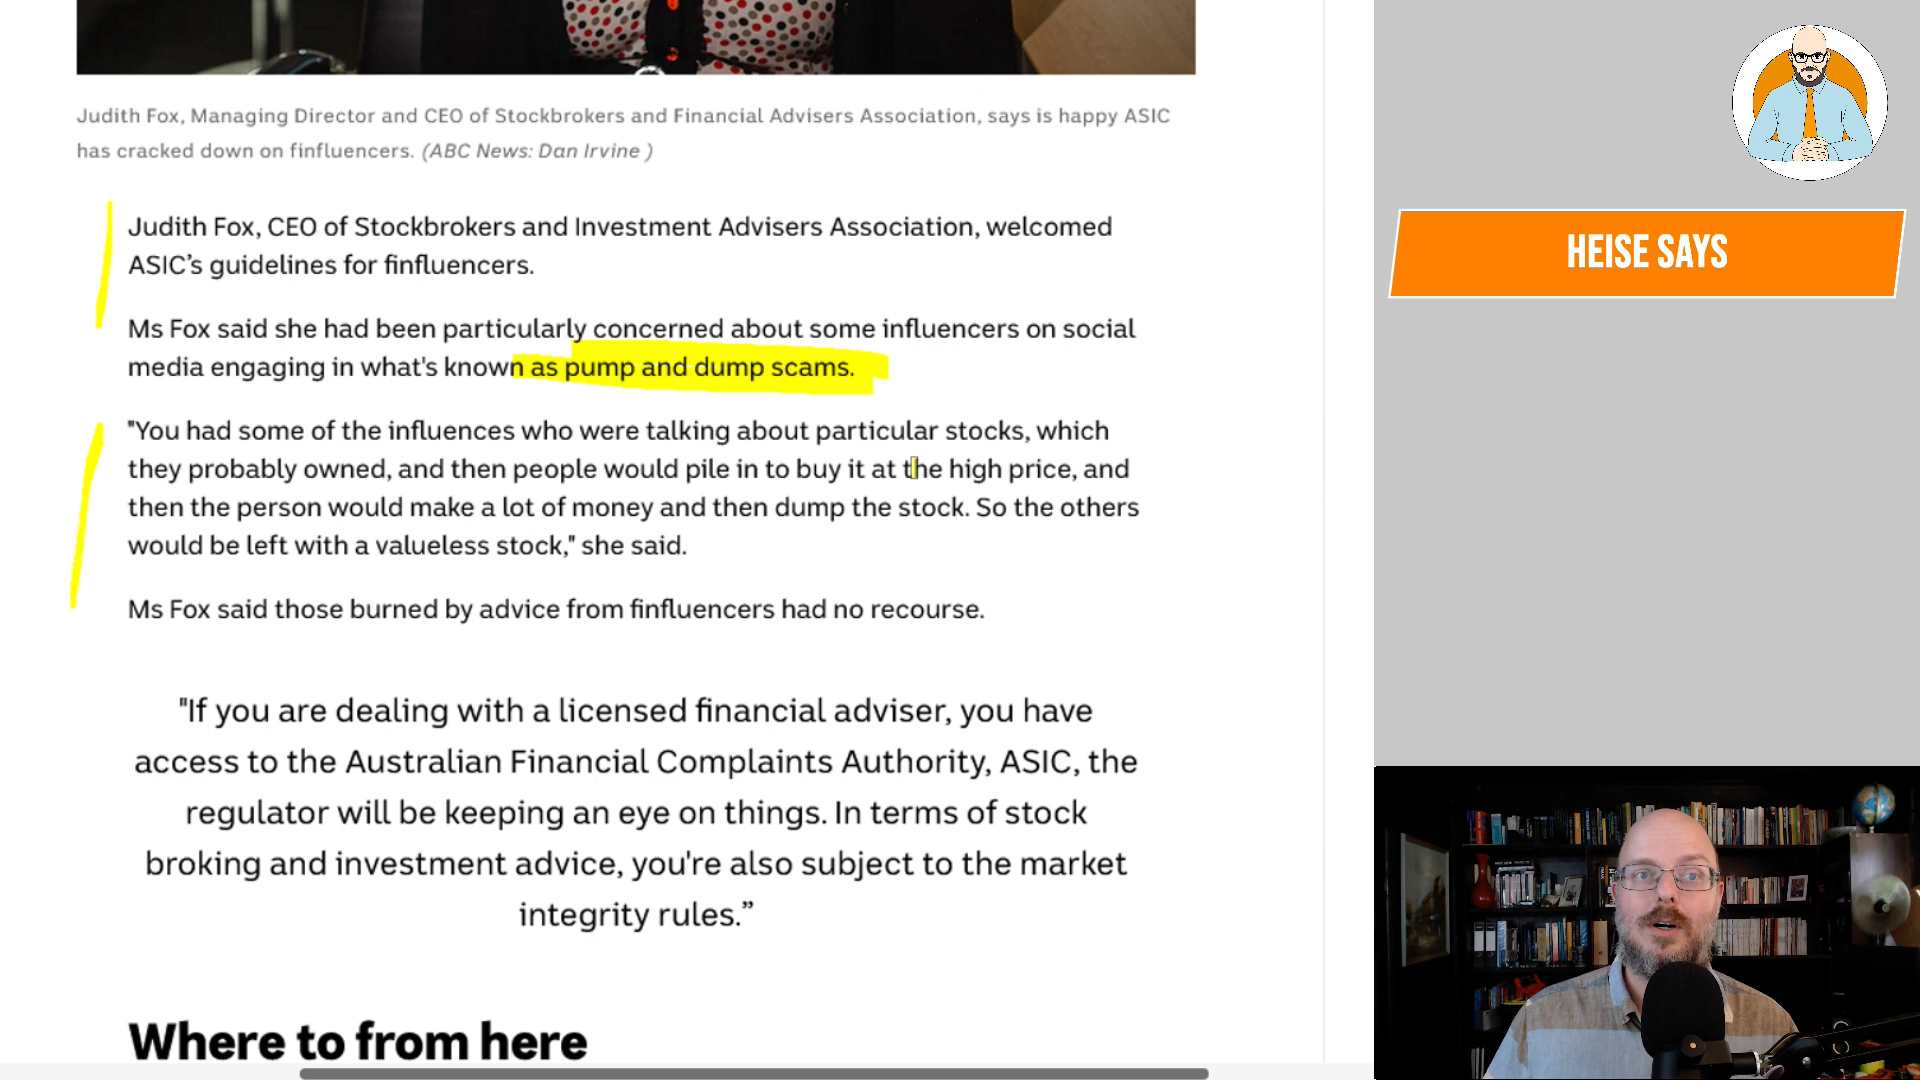 Judith Fox, Managing Director and CEO of Stockbrokers and Financial Advisers Association, says is happy ASIC
has cracked down on finfluencers. (ABC News: Dan Irvine )
Judith Fox, CEO of Stockbrokers and Investment Advisers Association, welcomed
ASIC’s guidelines for finfluencers.
Ms Fox said she had been particularly concerned about some influencers on social
media engaging in what's known as pump and dump scams.
"You had some of the influences who were talking about particular stocks, which
they probably owned, and then people would pile in to buy it at the high price, and
then the person would make a lot of money and then dump the stock. So the others
would be left with a valueless stock," she said.
Ms Fox said those burned by advice from finfluencers had no recourse.
"If you are dealing with a licensed financial adviser, you have
access to the Australian Financial Complaints Authority, ASIC, the
regulator will be keeping an eye on things. In terms of stock
broking and investment advice, you're also subject to the market
integrity rules.”
Where to from here
HEISE SAYS